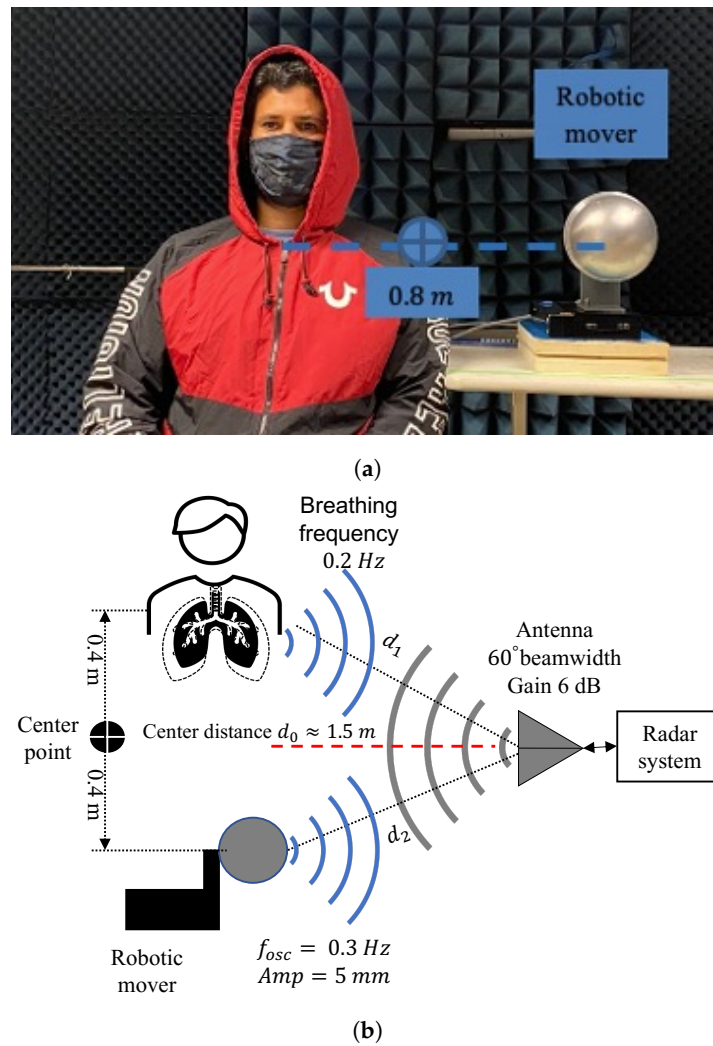 Robotic
mover
0.8 m
(a)
Breathing
frequency
0.2 Hz
d₁
0.4 m
Antenna
60°beamwidth
Gain 6 dB
Center
point
Center distance d₀ ≈ 1.5 m
Radar
system
0.4 m
d₂
Robotic
mover
f_osc = 0.3 Hz
Amp = 5 mm
(b)